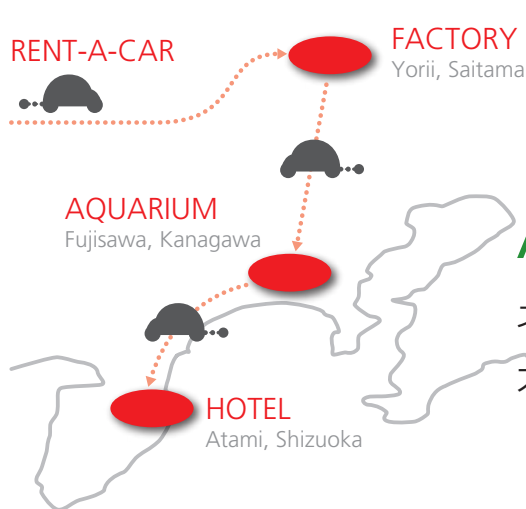 RENT-A-CAR
FACTORY
Yorii, Saitama
AQUARIUM
Fujisawa, Kanagawa
HOTEL
Atami, Shizuoka